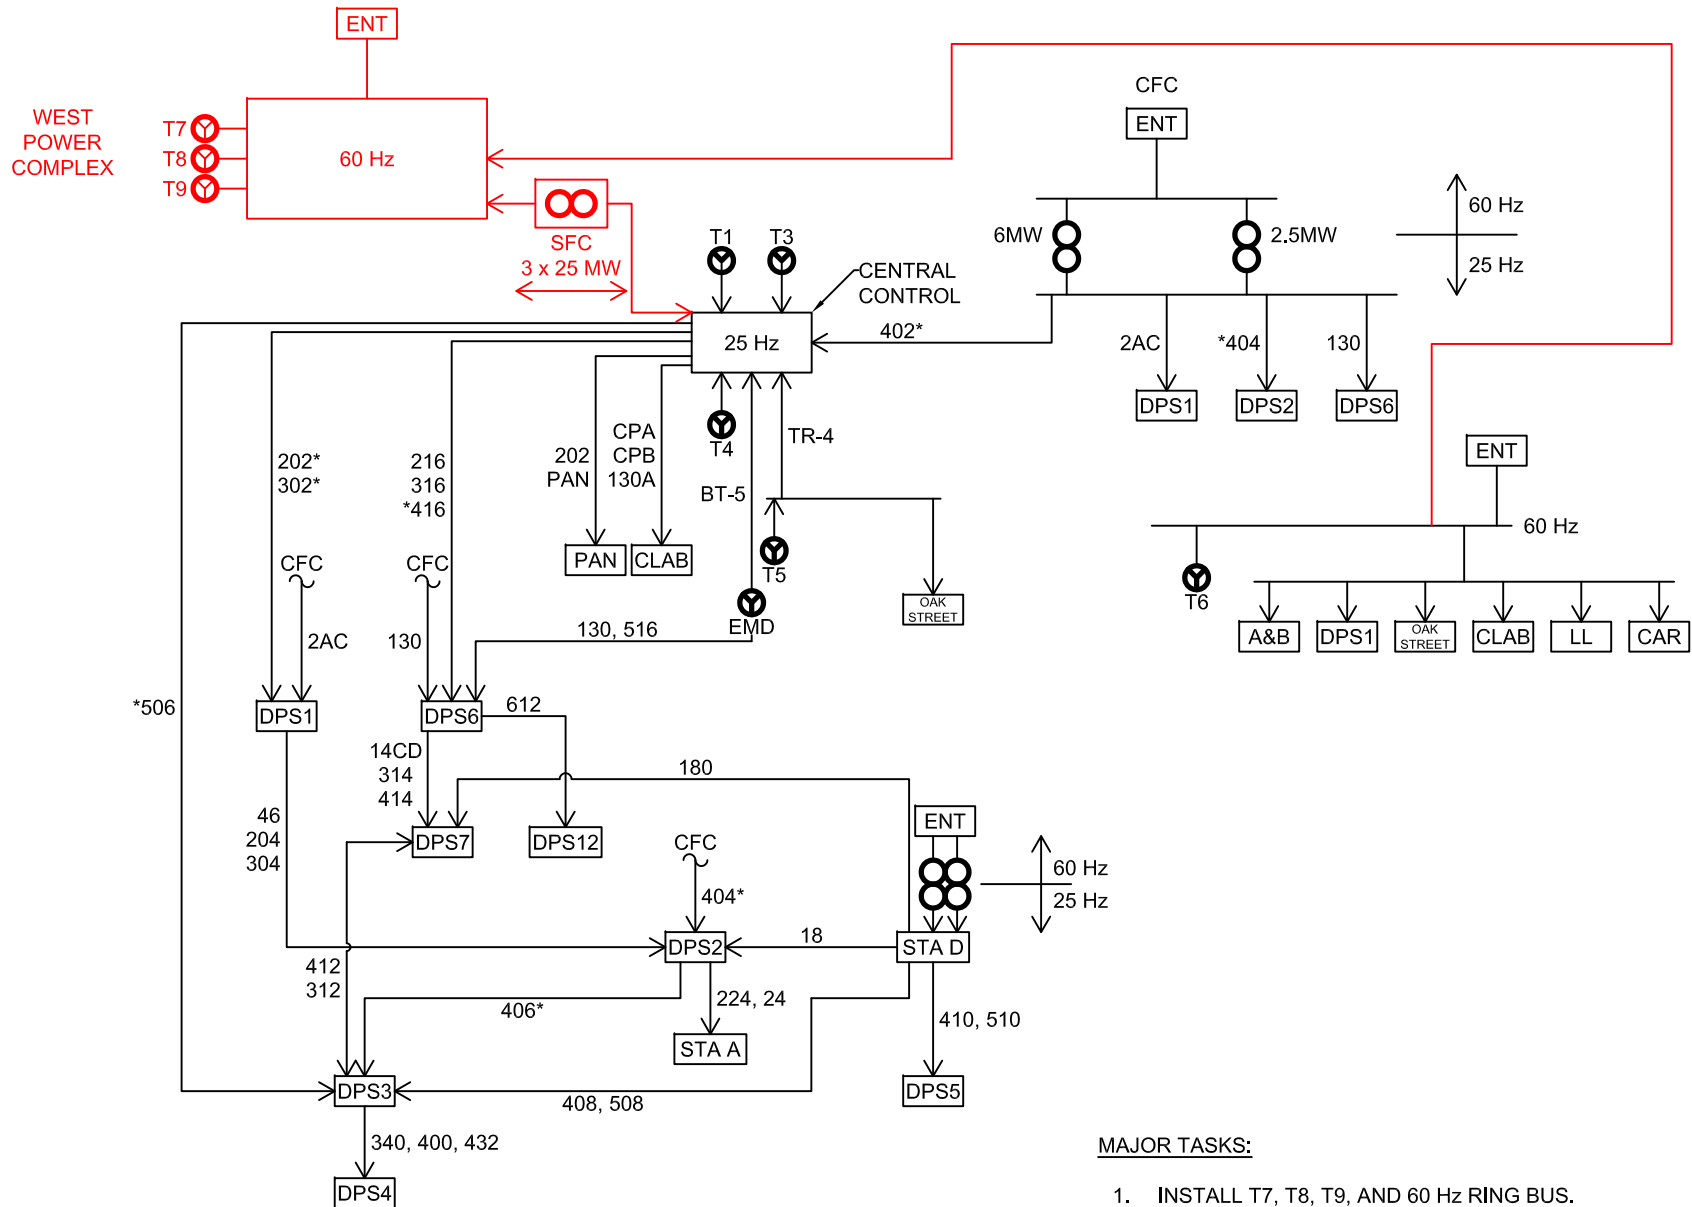 ENT
WEST
POWER
COMPLEX
T7
T8
T9
60 Hz
SFC
3 x 25 MW
CFC
ENT
6MW
2.5MW
60 Hz
25 Hz
T1
T3
CENTRAL
CONTROL
25 Hz
402*
2AC
*404
130
DPS1
DPS2
DPS6
T4
TR-4
CPA
CPB
130A
202
PAN
BT-5
202*
302*
216
316
*416
PAN
CLAB
T5
EMD
OAK
STREET
ENT
60 Hz
T6
A&B
DPS1
OAK
STREET
CLAB
LL
CAR
CFC
CFC
2AC
130
130, 516
*506
DPS1
DPS6
612
14CD
314
414
180
46
204
304
DPS7
DPS12
CFC
ENT
60 Hz
25 Hz
404*
DPS2
18
STA D
412
312
406*
224, 24
STA A
410, 510
DPS3
408, 508
DPS5
340, 400, 432
DPS4
MAJOR TASKS:
1. INSTALL T7, T8, T9, AND 60 Hz RING BUS.